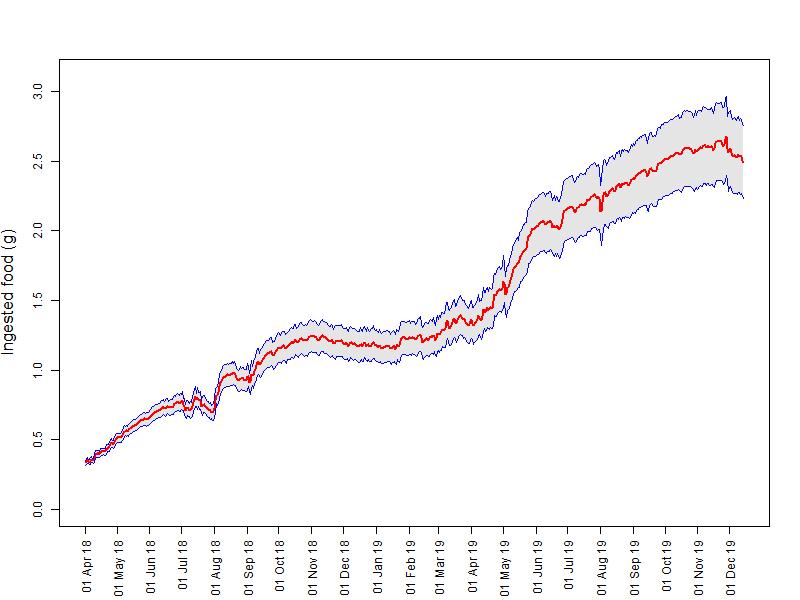 Ingested food (g)
3.0
2.5
2.0
1.5
1.0
0.5
0.0
01 Apr 18
01 May 18
01 Jun 18
01 Jul 18
01 Aug 18
01 Sep 18
01 Oct 18
01 Nov 18
01 Dec 18
01 Jan 19
01 Feb 19
01 Mar 19
01 Apr 19
01 May 19
01 Jun 19
01 Jul 19
01 Aug 19
01 Sep 19
01 Oct 19
01 Nov 19
01 Dec 19